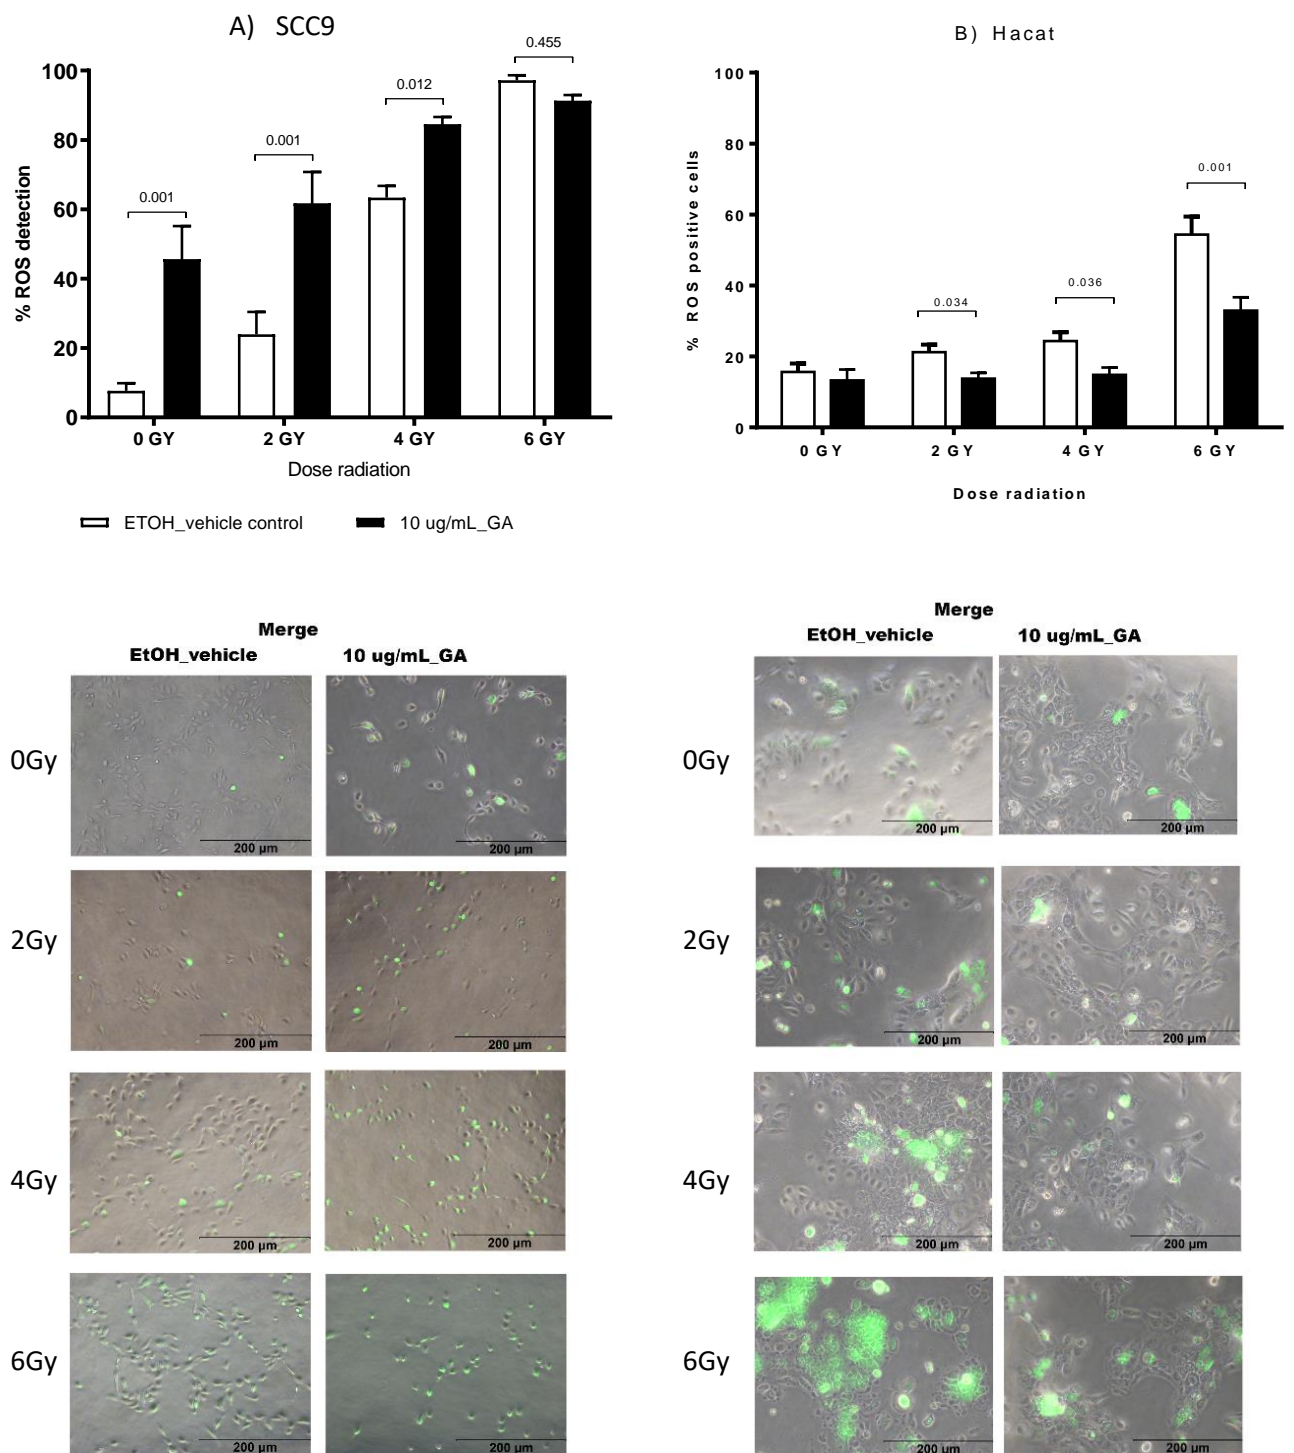 A) SCC9
0.455
0.012
0.001
0.001
100
80
60
40
20
0
% ROS detection
0 GY 2 GY 4 GY 6 GY
Dose radiation
ETOH_vehicle control 10 ug/mL_GA
B) Hacat
0.001
0.036
0.034
100
80
60
40
20
0
% ROS positive cells
0 GY 2 GY 4 GY 6 GY
Dose radiation
Merge
EtOH_vehicle 10 ug/mL_GA
0Gy
200 µm 200 µm
2Gy
200 µm 200 µm
4Gy
200 µm 200 µm
6Gy
200 µm 200 µm
Merge
EtOH_vehicle 10 ug/mL_GA
0Gy
200 µm 200 µm
2Gy
200 µm 200 µm
4Gy
200 µm 200 µm
6Gy
200 µm 200 µm